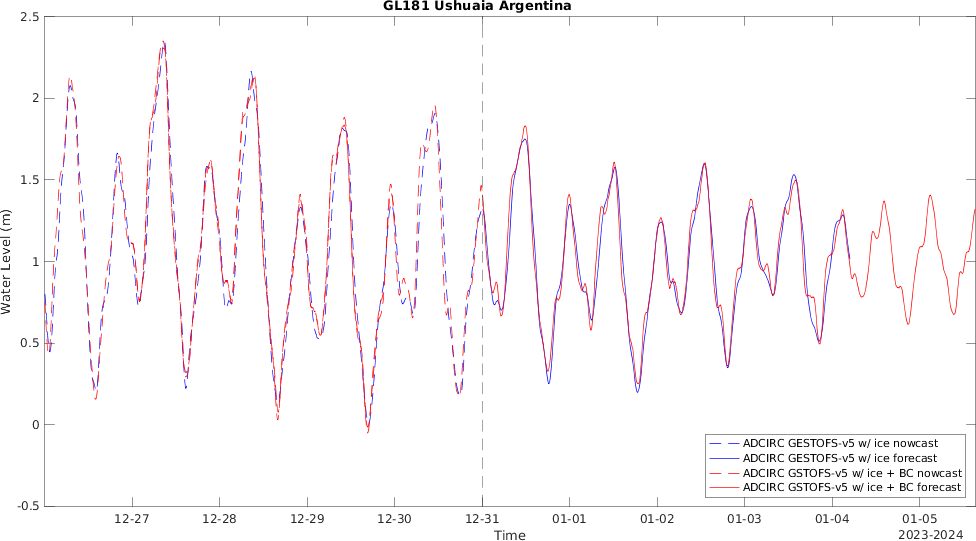 GL181 Ushuaia Argentina
2.5
2
1.5
1
0.5
0
-0.5
Water Level (m)
ADCIRC GESTOFS-v5 w/ ice nowcast
ADCIRC GESTOFS-v5 w/ ice forecast
ADCIRC GSTOFS-v5 w/ ice + BC nowcast
ADCIRC GSTOFS-v5 w/ ice + BC forecast
12-27 12-28 12-29 12-30 12-31 01-01 01-02 01-03 01-04 01-05
Time
2023-2024